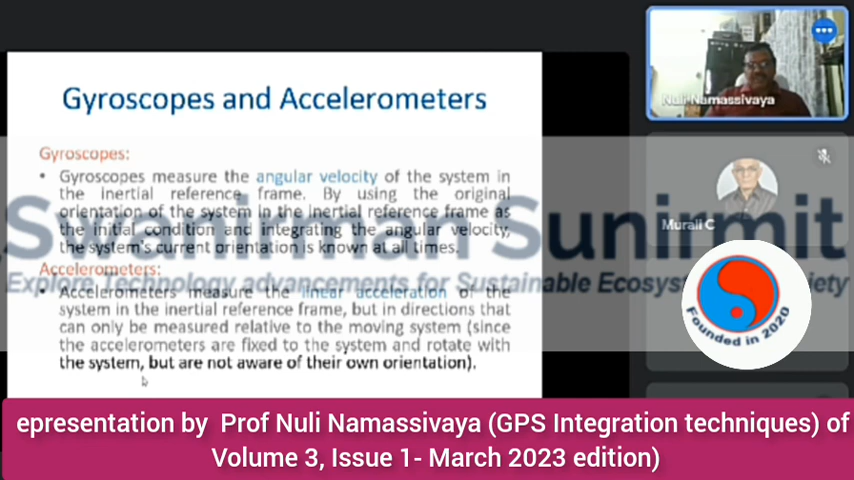 Gyroscopes and Accelerometers
Gyroscopes:
• Gyroscopes measure the angular velocity of the system in
the inertial reference frame. By using the original
orientation of the system in the inertial reference frame as
the initial condition and integrating the angular velocity,
the system's current orientation is known at all times.
Accelerometers:
• Accelerometers measure the linear acceleration of the
system in the inertial reference frame, but in directions that
can only be measured relative to the moving system (since
the accelerometers are fixed to the system and rotate with
the system, but are not aware of their own orientation).
Nuli Namassivaya
Murali C
Swanirman Sunirmit
Explore Technology advancements for Sustainable Ecosys iety
Founded in 2020
epresentation by Prof Nuli Namassivaya (GPS Integration techniques) of
Volume 3, Issue 1- March 2023 edition)